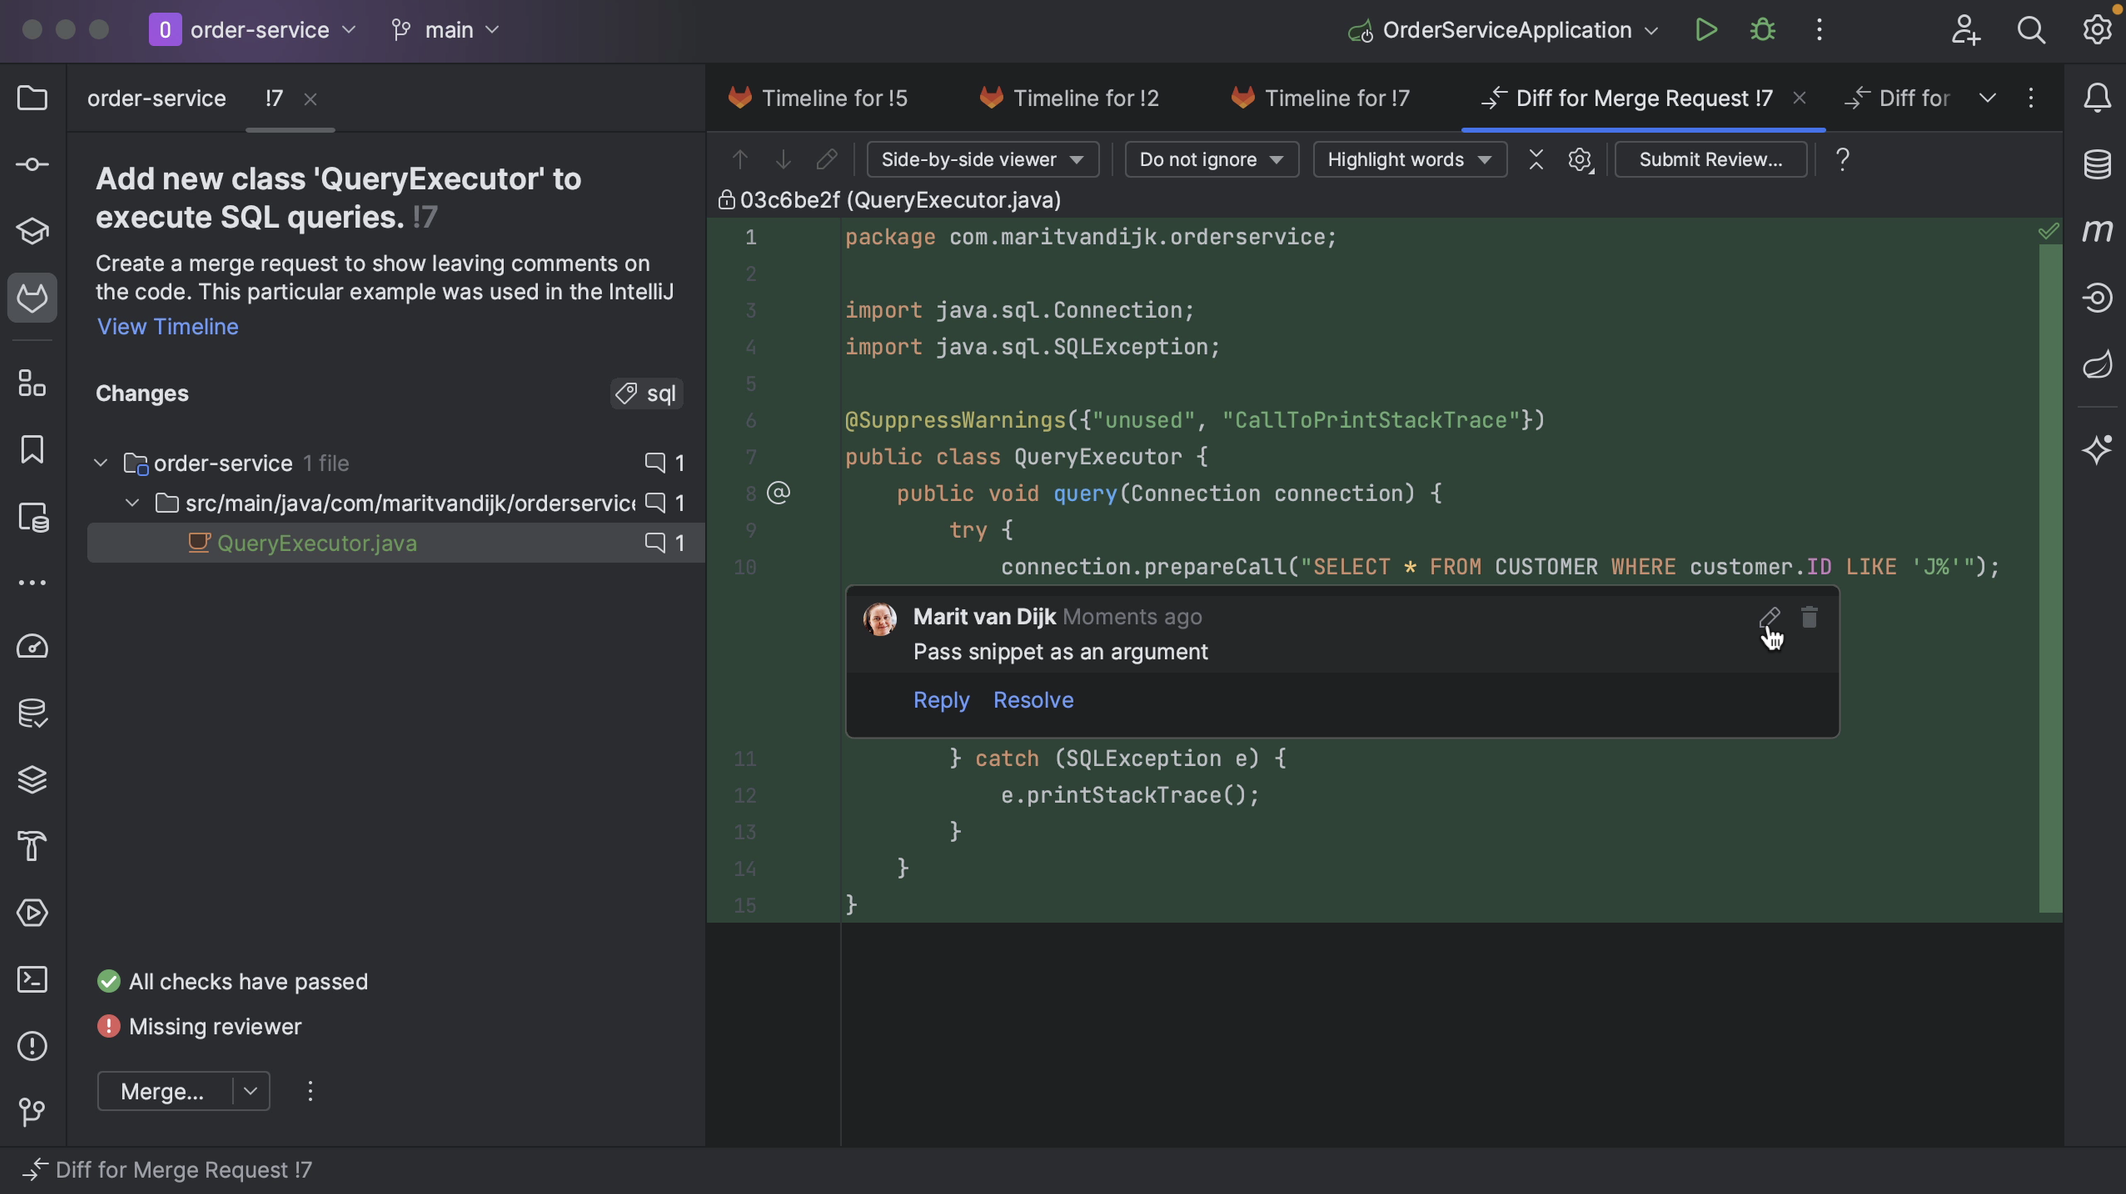 0 order-service main
OrderServiceApplication
order-service !7
Add new class 'QueryExecutor' to
execute SQL queries. !7
Create a merge request to show leaving comments on
the code. This particular example was used in the IntelliJ
View Timeline
Changes sql
order-service 1 file 1
src/main/java/com/maritvandijk/orderservice 1
QueryExecutor.java 1
All checks have passed
Missing reviewer
Merge...
Timeline for !5 Timeline for !2 Timeline for !7 Diff for Merge Request !7 Diff for
Side-by-side viewer Do not ignore Highlight words Submit Review... ?
03c6be2f (QueryExecutor.java)
1 package com.maritvandijk.orderservice;
2
3 import java.sql.Connection;
4 import java.sql.SQLException;
5
6 @SuppressWarnings({"unused", "CallToPrintStackTrace"})
7 public class QueryExecutor {
8 @ public void query(Connection connection) {
9 try {
10 connection.prepareCall("SELECT * FROM CUSTOMER WHERE customer.ID LIKE 'J%'");
Marit van Dijk Moments ago
Pass snippet as an argument
Reply Resolve
11 } catch (SQLException e) {
12 e.printStackTrace();
13 }
14 }
15 }
m
Diff for Merge Request !7